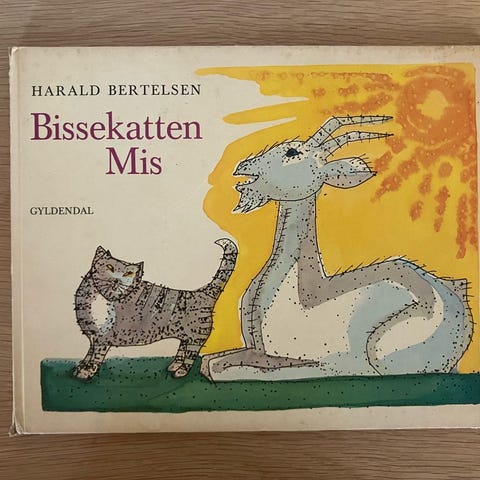 HARALD BERTELSEN
Bissekatten
Mis
GYLDENDAL